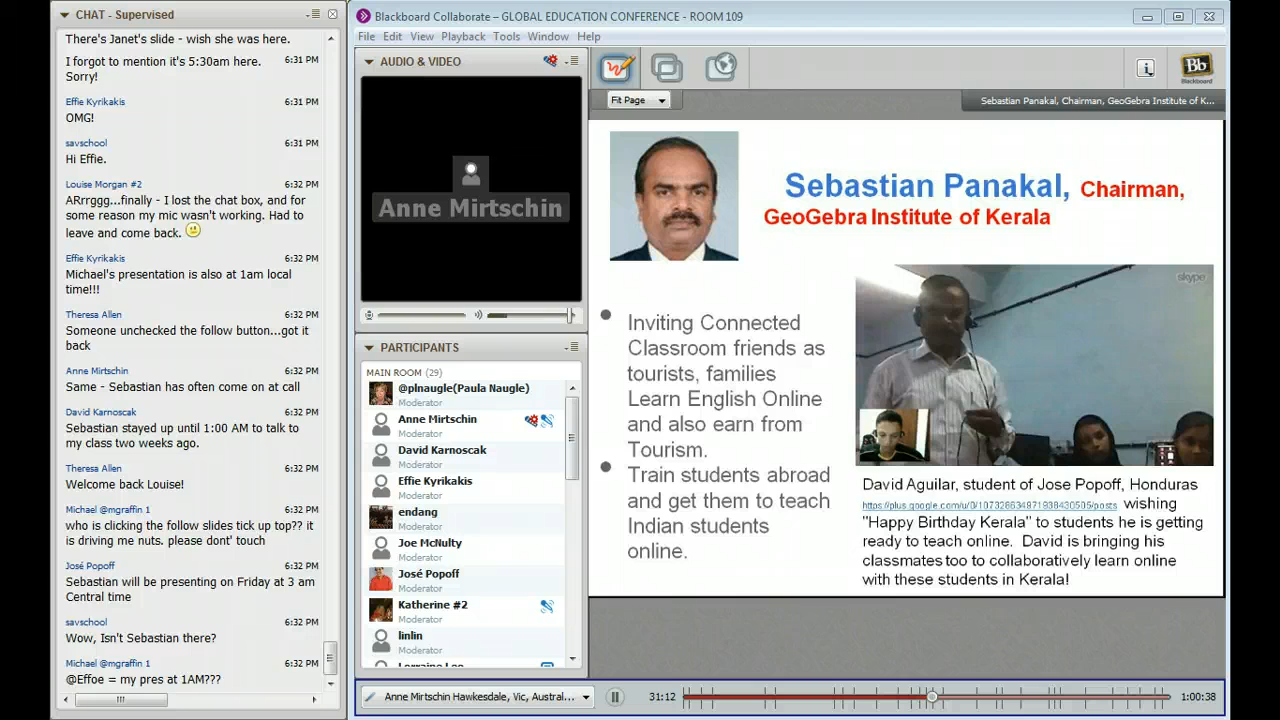 CHAT - Supervised
There's Janet's slide - wish she was here.
I forgot to mention it's 5:30am here.
Sorry!
Effie Kyrikakis 6:31 PM
OMG!
savschool 6:31 PM
Hi Effie.
Louise Morgan #2 6:32 PM
ARrrggg...finally - I lost the chat box, and for
some reason my mic wasn't working. Had to
leave and come back.
Effie Kyrikakis 6:32 PM
Michael's presentation is also at 1am local
time!!!
Theresa Allen 6:32 PM
Someone unchecked the follow button...got it
back
Anne Mirtschin 6:32 PM
Same - Sebastian has often come on at call
David Karnoscak 6:32 PM
Sebastian stayed up until 1:00 AM to talk to
my class two weeks ago.
Theresa Allen 6:32 PM
Welcome back Louise!
Michael @mgraffin 1 6:32 PM
who is clicking the follow slides tick up top?? it
is driving me nuts. please dont' touch
José Popoff 6:32 PM
Sebastian will be presenting on Friday at 3 am
Central time
savschool 6:32 PM
Wow, Isn't Sebastian there?
Michael @mgraffin 1 6:32 PM
@Effoe = my pres at 1AM???
Blackboard Collaborate – GLOBAL EDUCATION CONFERENCE - ROOM 109
File Edit View Playback Tools Window Help
AUDIO & VIDEO
Anne Mirtschin
PARTICIPANTS
MAIN ROOM (29)
@plnaugle(Paula Naugle)
Moderator
Anne Mirtschin
Moderator
David Karnoscak
Moderator
Effie Kyrikakis
Moderator
endang
Moderator
Joe McNulty
Moderator
José Popoff
Moderator
Katherine #2
Moderator
linlin
Moderator
Lorraine Leo
Bb
Blackboard
Fit Page
Sebastian Panakal, Chairman, GeoGebra Institute of K...
Sebastian Panakal, Chairman,
GeoGebra Institute of Kerala
Inviting Connected
Classroom friends as
tourists, families
Learn English Online
and also earn from
Tourism.
Train students abroad
and get them to teach
Indian students
online.
skype
David Aguilar, student of Jose Popoff, Honduras
wishing
"Happy Birthday Kerala" to students he is getting
ready to teach online. David is bringing his
classmates too to collaboratively learn online
with these students in Kerala!
Anne Mirtschin Hawkesdale, Vic, Austral...
31:12
1:00:38